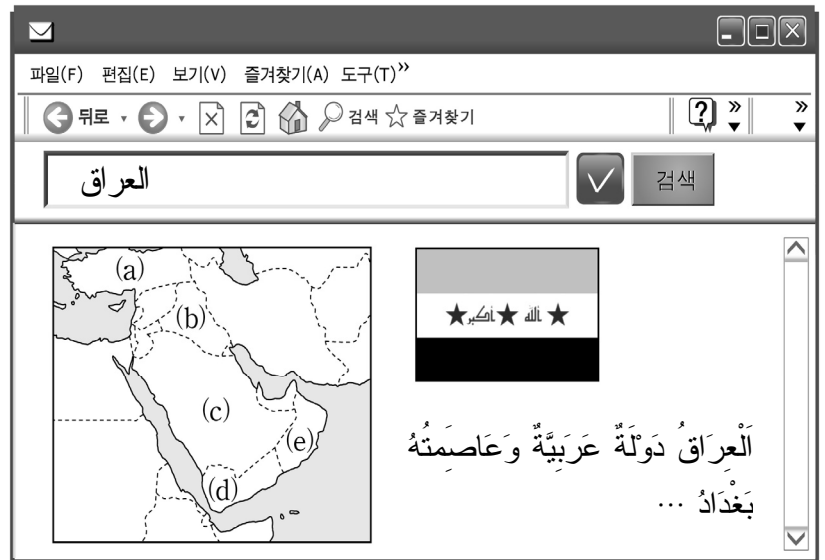 파일(F) 편집(E) 보기(V) 즐겨찾기(A) 도구(T)»
뒤로 검색 즐겨찾기 ? » »
العراق
검색
(a)
(b)
(c)
(e)
(d)
★ الله ★ أكبر ★
اَلْعِرَاقُ دَوْلَةٌ عَرَبِيَّةٌ وَعَاصَِمتُهُ
بَغْدَادُ ...